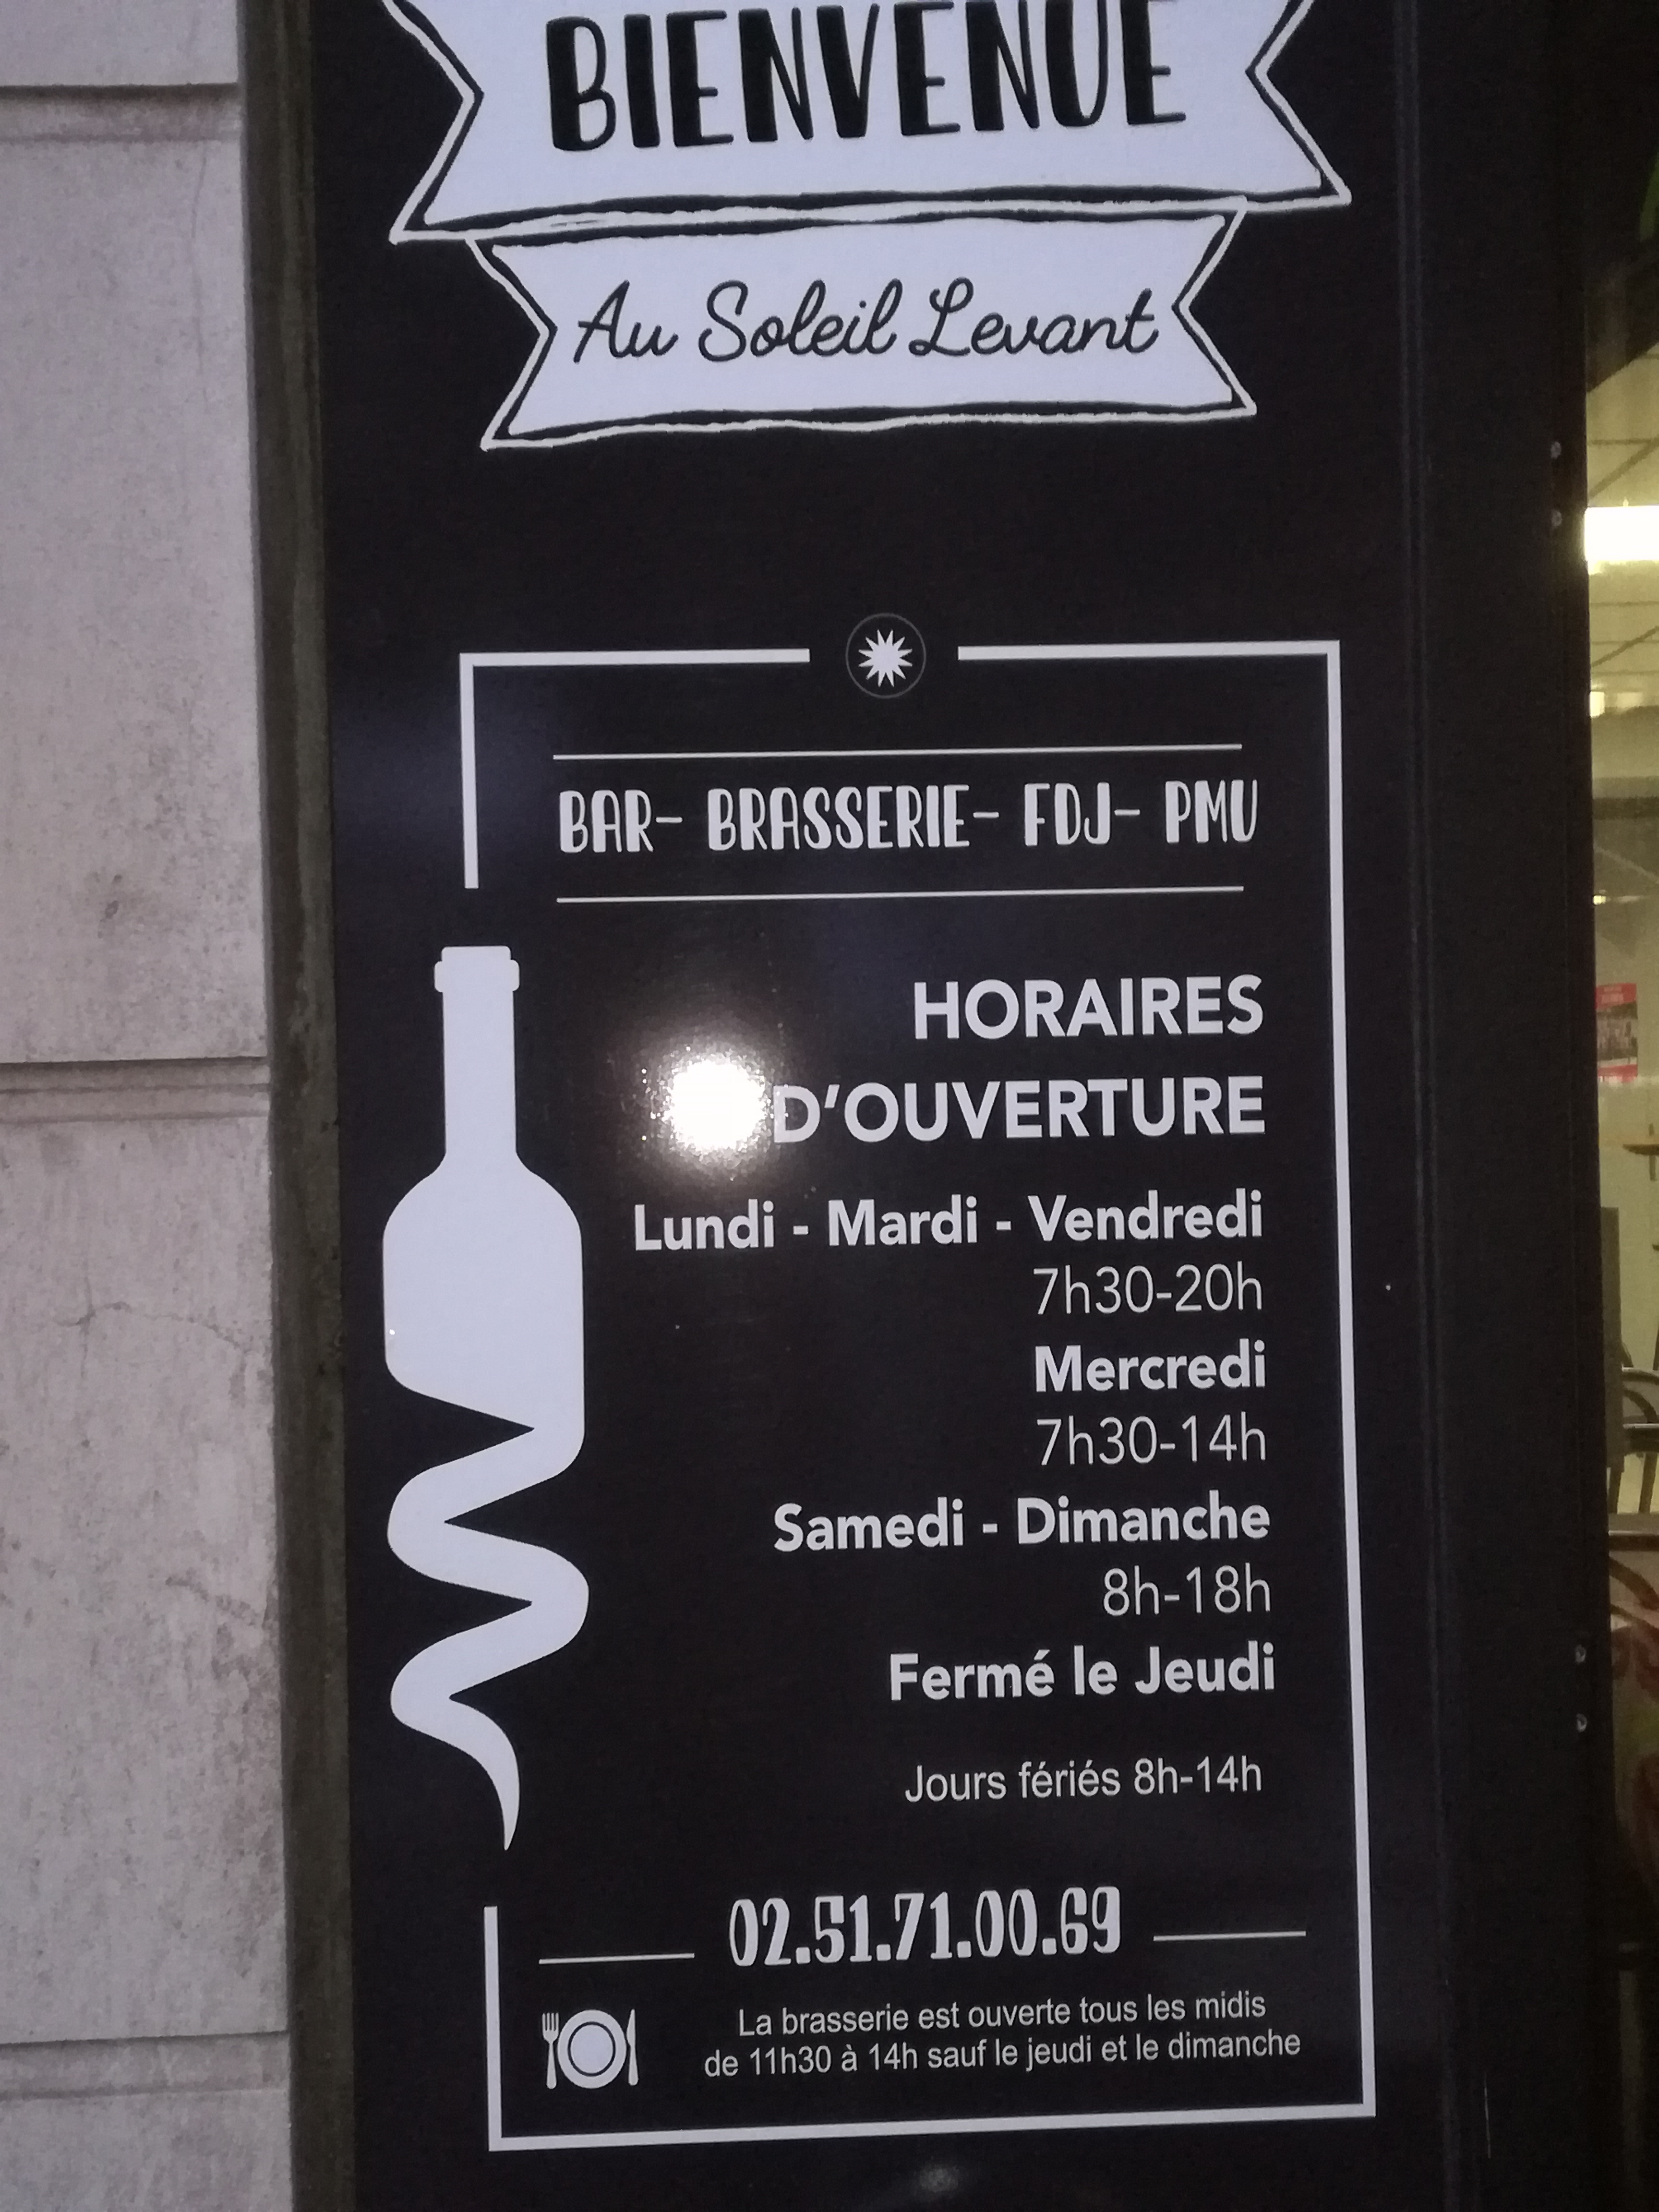 BIENVENUE
Au Soleil Levant
BAR- BRASSERIE- FDJ- PMU
HORAIRES
D'OUVERTURE
Lundi - Mardi - Vendredi
7h30-20h
Mercredi
7h30-14h
Samedi - Dimanche
8h-18h
Fermé le Jeudi
Jours fériés 8h-14h
02.51.71.00.69
La brasserie est ouverte tous les midis
de 11h30 à 14h sauf le jeudi et le dimanche